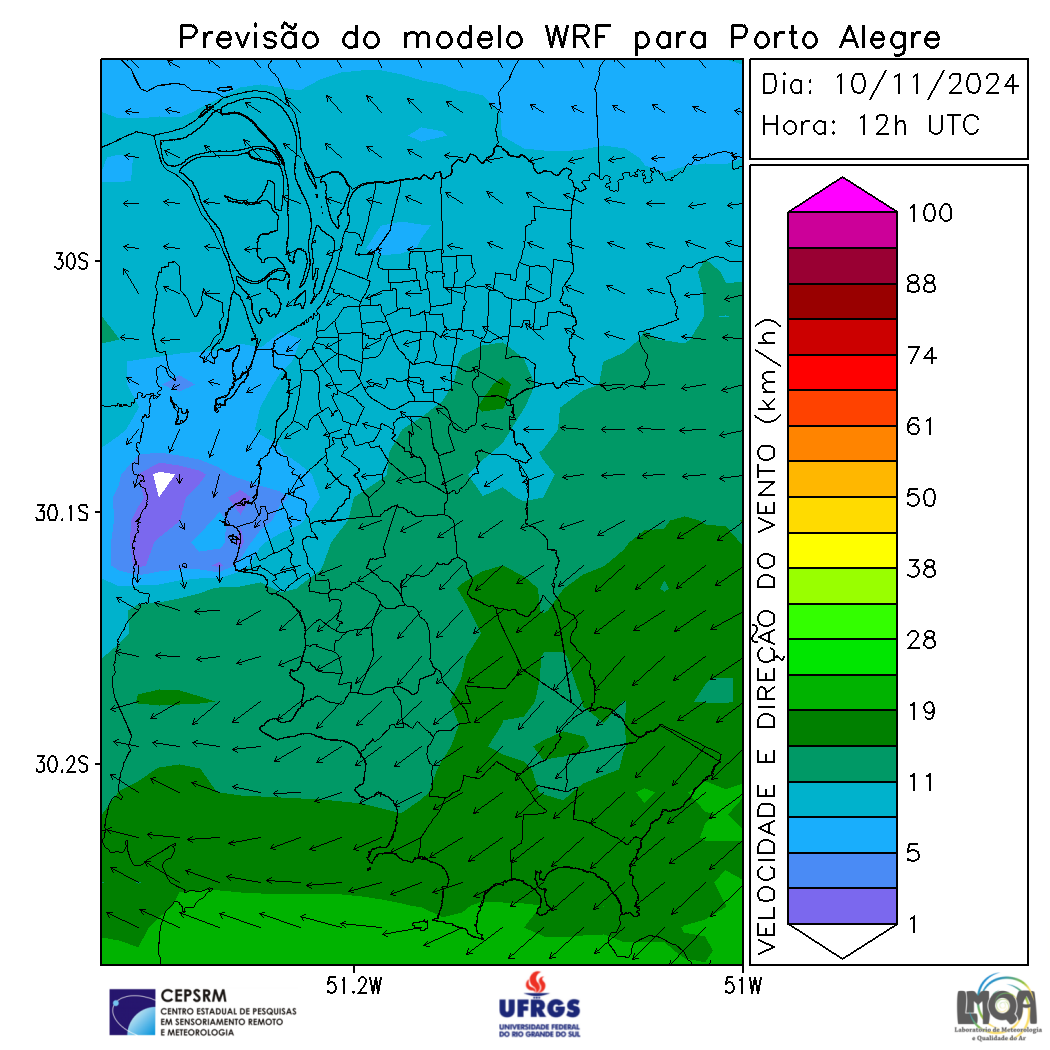 Previsão do modelo WRF para Porto Alegre
Dia: 10/11/2024
Hora: 12h UTC
30S
30.1S
30.2S
51.2W
51W
VELOCIDADE E DIREÇÃO DO VENTO (km/h)
100
88
74
61
50
38
28
19
11
5
1
CEPSRM
CENTRO ESTADUAL DE PESQUISAS
EM SENSORIAMENTO REMOTO
E METEOROLOGIA
UFRGS
UNIVERSIDADE FEDERAL
DO RIO GRANDE DO SUL
LMQA
Laboratório de Meteorologia
e Qualidade do Ar